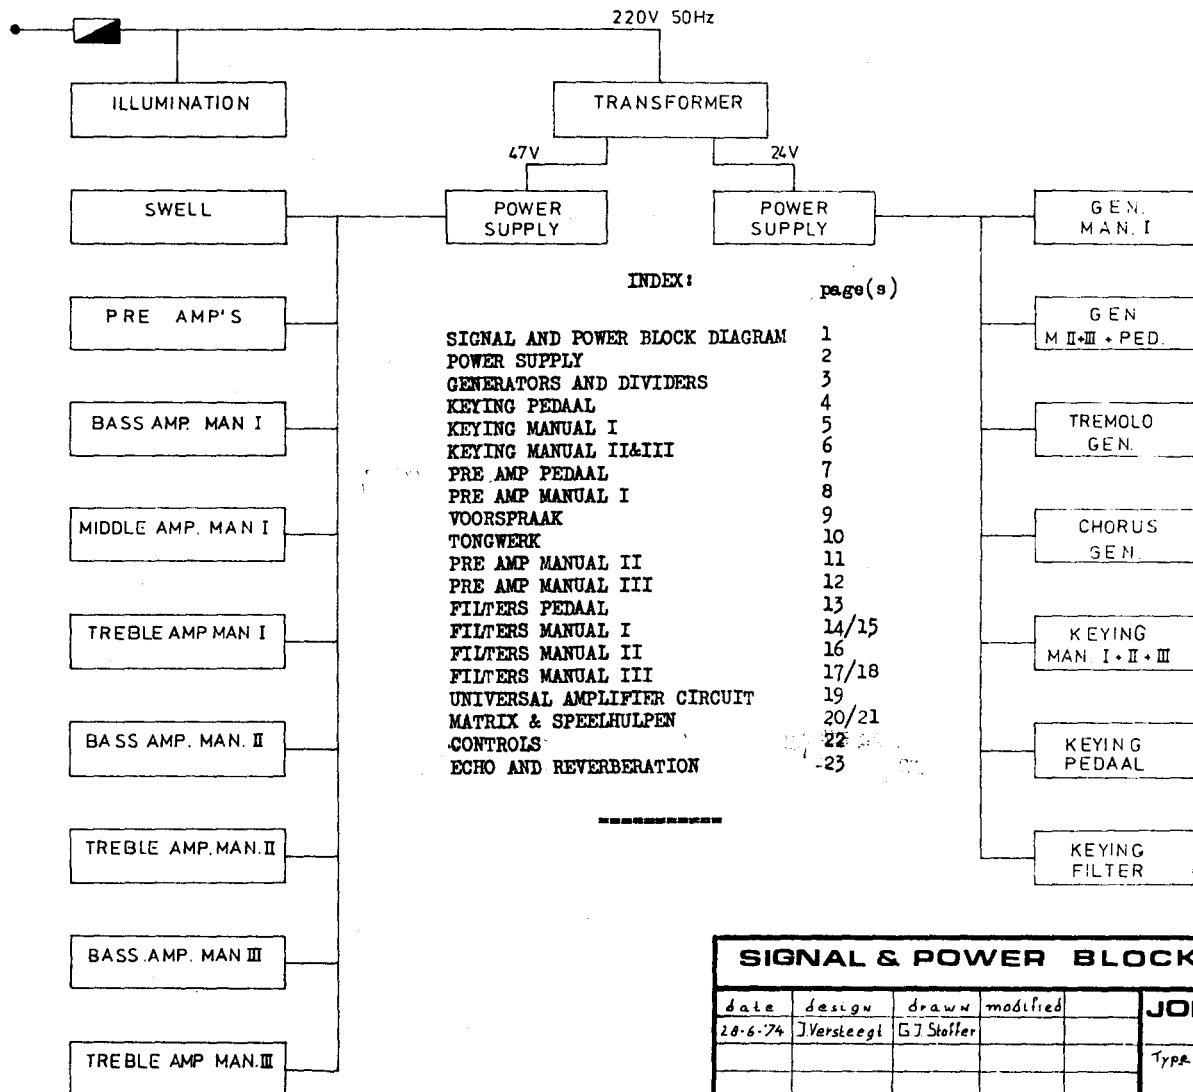 220V 50Hz
ILLUMINATION
TRANSFORMER
47V
24V
SWELL
POWER
SUPPLY
POWER
SUPPLY
GEN.
MAN. I
PRE AMP'S
GEN
M II+III + PED.
BASS AMP. MAN I
TREMOLO
GEN.
MIDDLE AMP. MAN I
CHORUS
GEN.
TREBLE AMP MAN I
KEYING
MAN. I + II + III
BASS AMP. MAN. II
KEYING
PEDAAL
TREBLE AMP. MAN. II
KEYING
FILTER
BASS AMP. MAN III
TREBLE AMP MAN. III
INDEX: page(s)
SIGNAL AND POWER BLOCK DIAGRAM 1
POWER SUPPLY 2
GENERATORS AND DIVIDERS 3
KEYING PEDAAL 4
KEYING MANUAL I 5
KEYING MANUAL II&III 6
PRE AMP PEDAAL 7
PRE AMP MANUAL I 8
VOORSPRAAK 9
TONGWERK 10
PRE AMP MANUAL II 11
PRE AMP MANUAL III 12
FILTERS PEDAAL 13
FILTERS MANUAL I 14/15
FILTERS MANUAL II 16
FILTERS MANUAL III 17/18
UNIVERSAL AMPLIFIER CIRCUIT 19
MATRIX & SPEELHULPEN 20/21
CONTROLS 22
ECHO AND REVERBERATION 23
SIGNAL & POWER BLOCK
date design drawn modified
28-6-'74 J.Versteegt G.J Stoffer
JO
Type